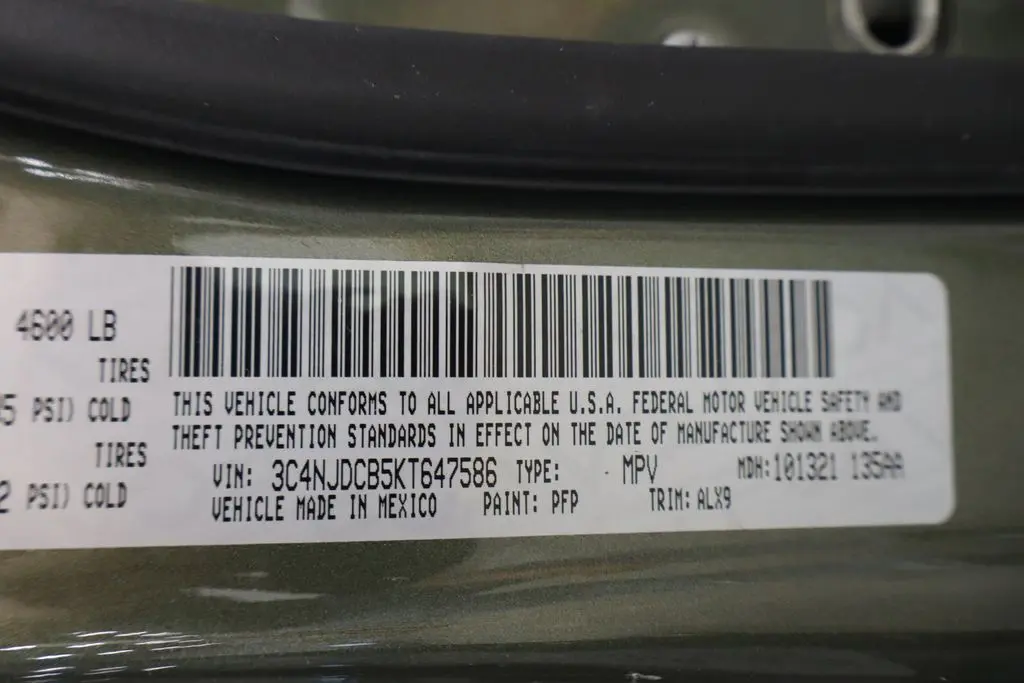 4600 LB
TIRES
5 PSI) COLD
TIRES
2 PSI) COLD
THIS VEHICLE CONFORMS TO ALL APPLICABLE U.S.A. FEDERAL MOTOR VEHICLE SAFETY AND
THEFT PREVENTION STANDARDS IN EFFECT ON THE DATE OF MANUFACTURE SHOWN ABOVE.
VIN: 3C4NJDCB5KT647586 TYPE: MPV MDH:101321 135AA
VEHICLE MADE IN MEXICO PAINT: PFP TRIM: ALX9